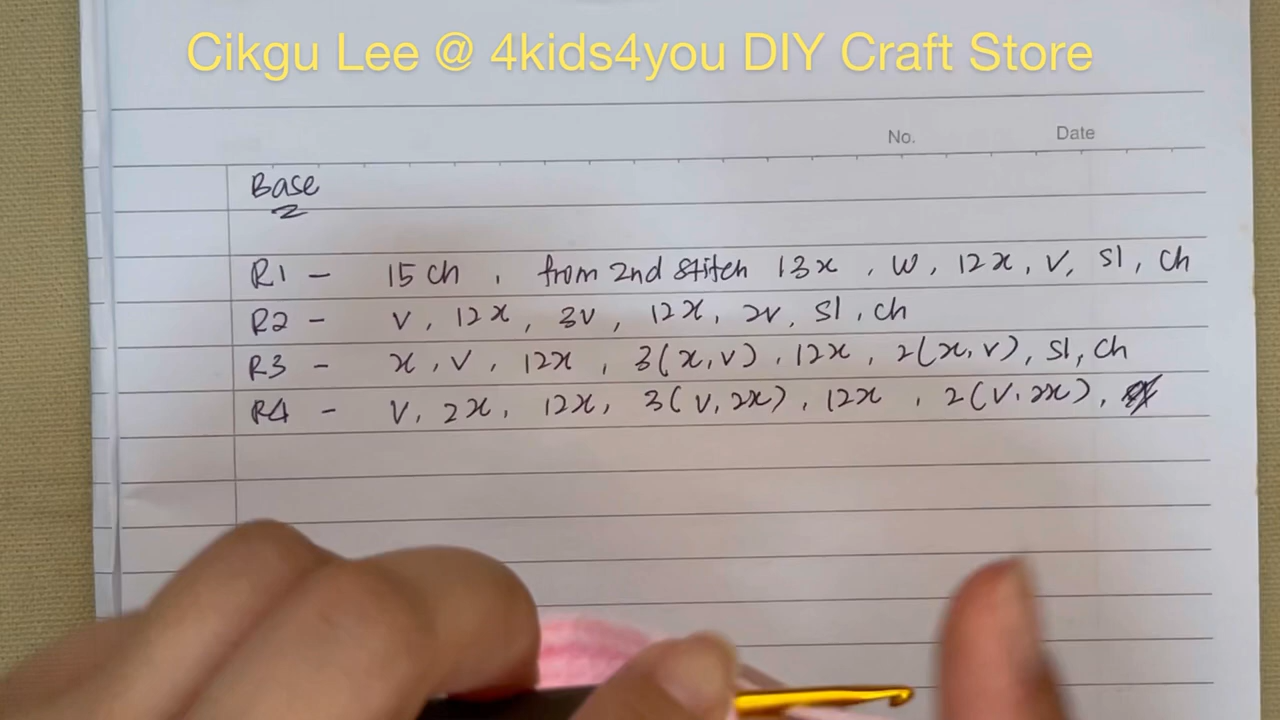 Cikgu Lee @ 4kids4you DIY Craft Store
No. Date
Base
R1 - 15 ch , from 2nd stitch 13x , W, 12x, V, sl, ch
R2 - V, 12x, 3V, 12x, 2V, sl, ch
R3 - x, V, 12x, 3(x,V), 12x, 2(x,V), sl, ch
R4 - V, 2x, 12x, 3(V,2x), 12x, 2(V.2x),